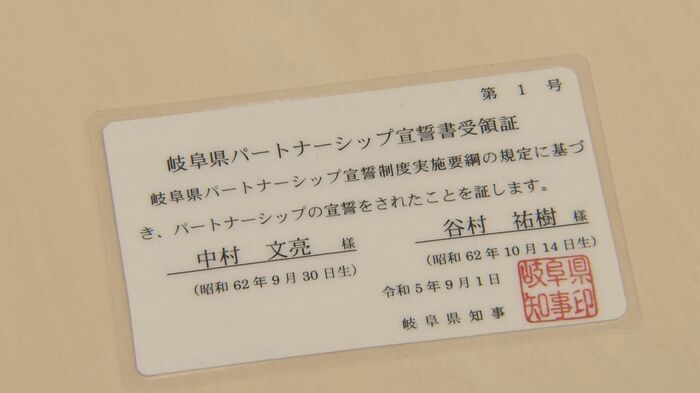 第 1 号
岐阜県パートナーシップ宣誓書受領証
岐阜県パートナーシップ宣誓制度実施要綱の規定に基づ
き、パートナーシップの宣誓をされたことを証します。
中村 文亮 様 谷村 祐樹 様
（昭和 62 年 9 月 30 日生） （昭和 62 年 10 月 14 日生）
令和 5 年 9 月 1 日
岐阜県知事
岐阜県
知事印